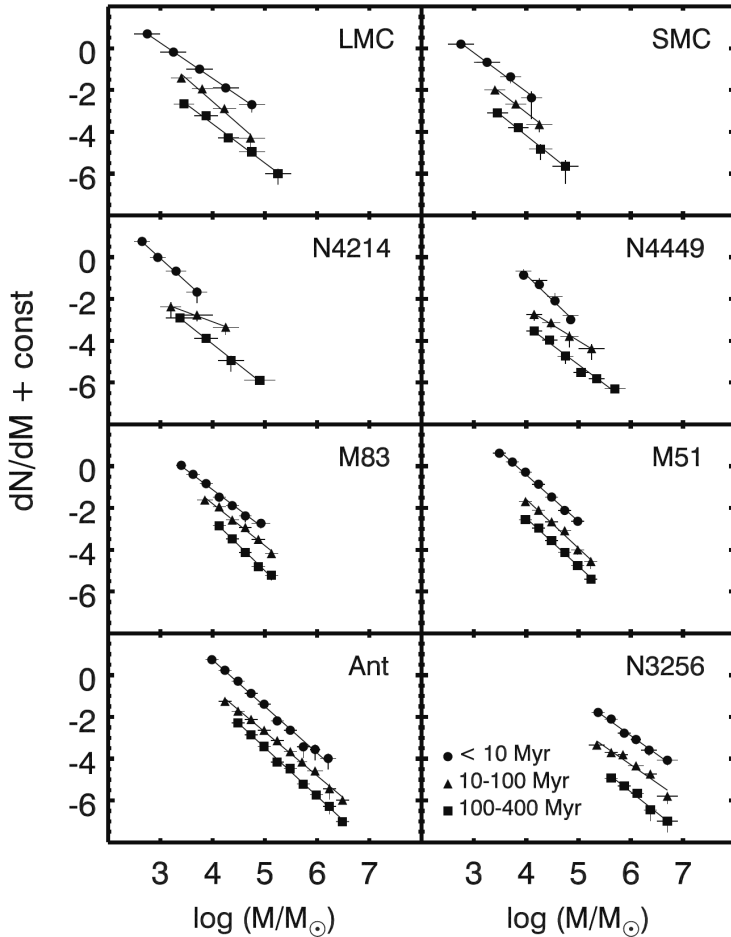 LMC
SMC
0
-2
-4
-6
N4214
N4449
0
-2
-4
-6
dN/dM + const
M83
M51
0
-2
-4
-6
Ant
N3256
0
-2
-4
-6
< 10 Myr
10-100 Myr
100-400 Myr
3 4 5 6 7
3 4 5 6 7
log (M/M☉)
log (M/M☉)